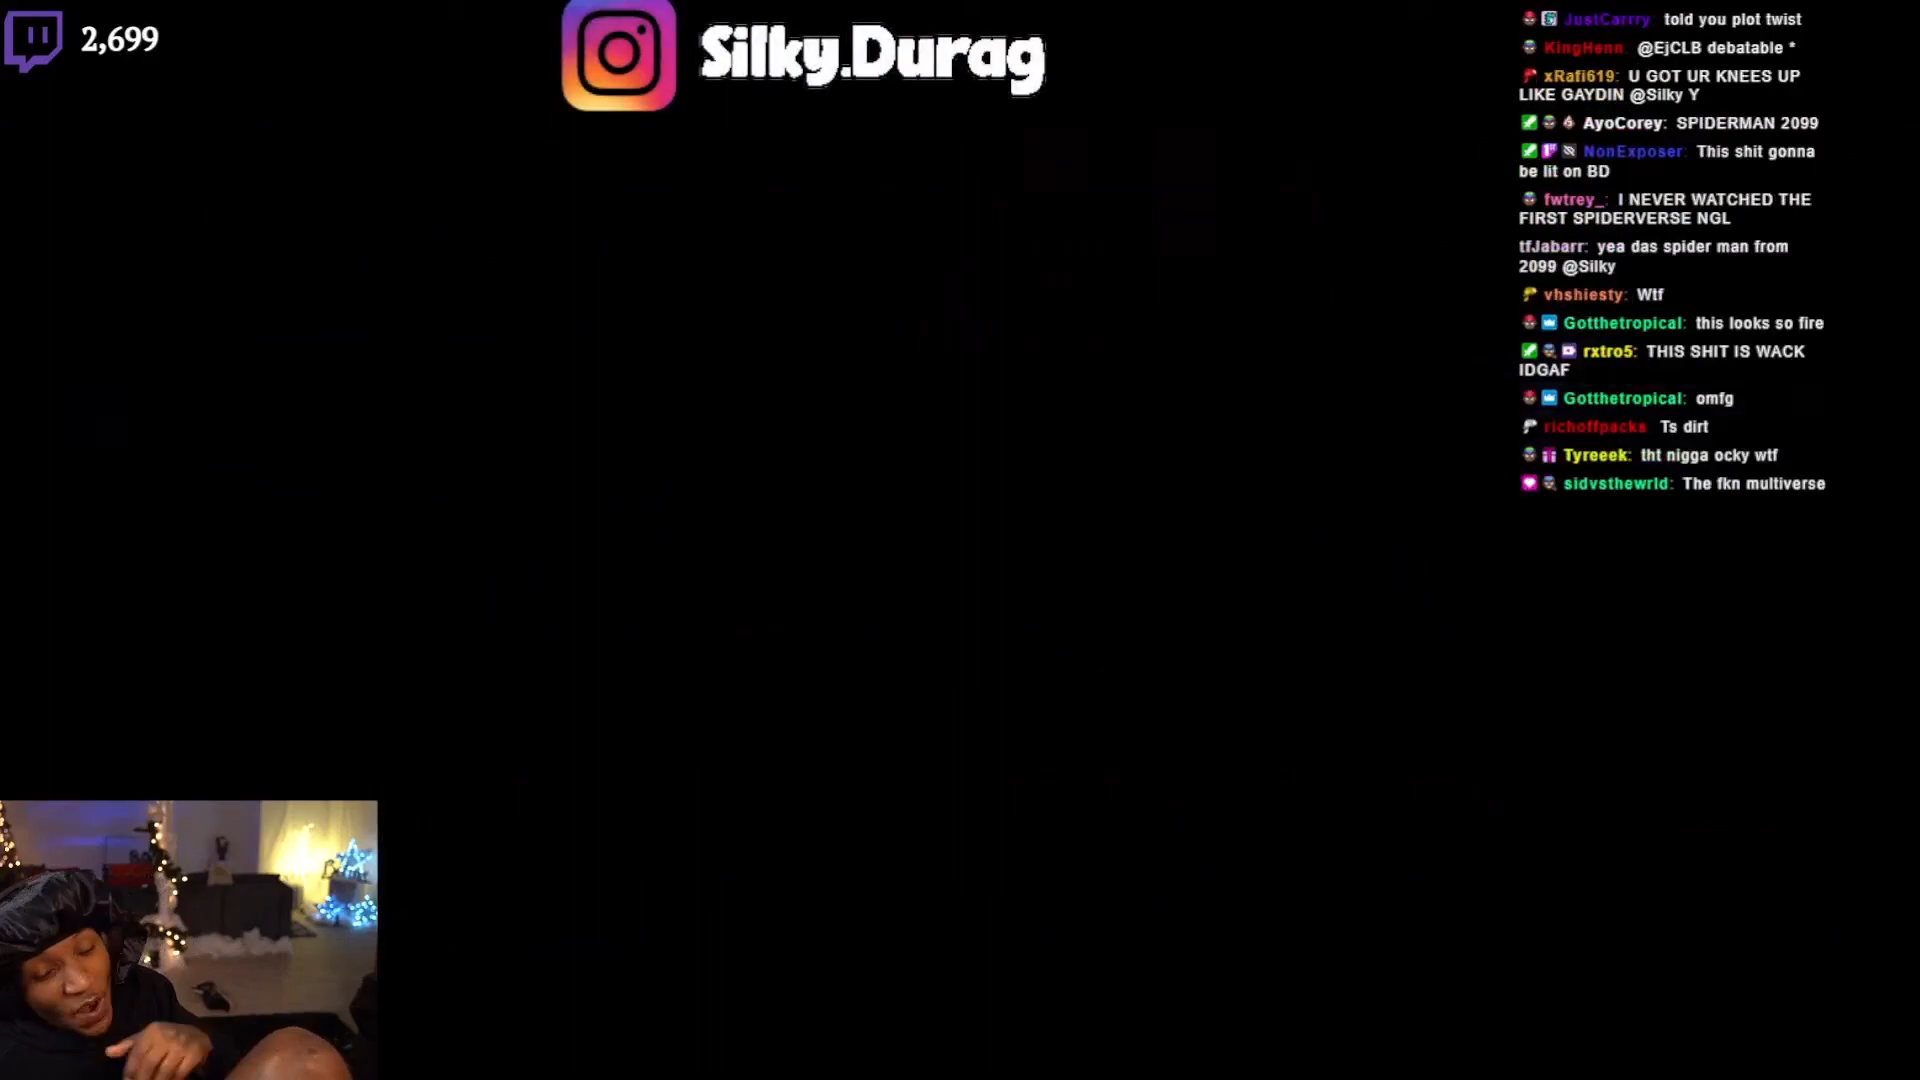 2,699
Silky.Durag
JustCarrry told you plot twist
KingHenn @EjCLB debatable *
xRafi619: U GOT UR KNEES UP
LIKE GAYDIN @Silky Y
AyoCorey: SPIDERMAN 2099
NonExposer: This shit gonna
be lit on BD
fwtrey_: I NEVER WATCHED THE
FIRST SPIDERVERSE NGL
tfJabarr: yea das spider man from
2099 @Silky
vhshiesty: Wtf
Gotthetropical: this looks so fire
rxtro5: THIS SHIT IS WACK
IDGAF
Gotthetropical: omfg
richoffpacks Ts dirt
Tyreeek: tht nigga ocky wtf
sidvsthewrld: The fkn multiverse